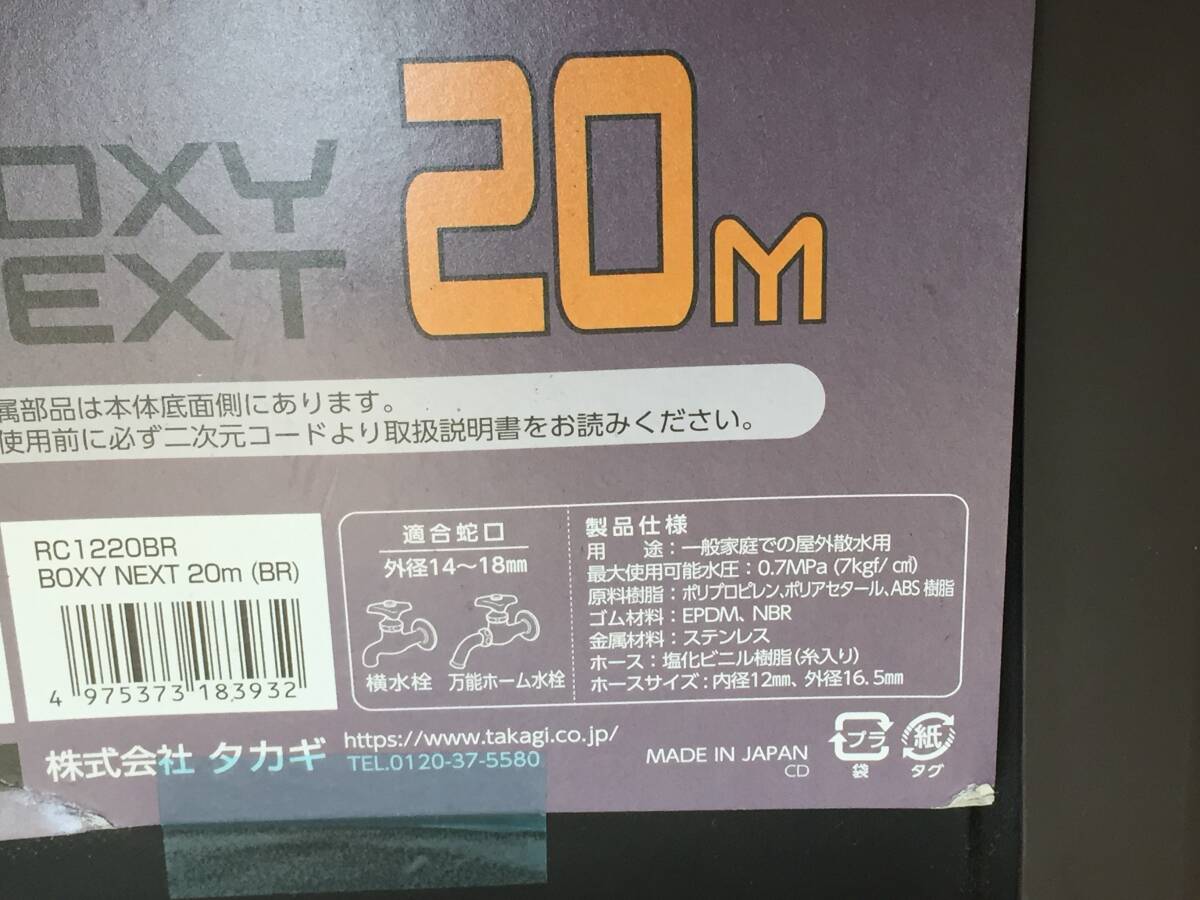 OXY
EXT
20M
属部品は本体底面側にあります。
使用前に必ず二次元コードより取扱説明書をお読みください。
RC1220BR
BOXY NEXT 20m (BR)
4 975373 183932
適合蛇口
外径14～18㎜
横水栓 万能ホーム水栓
製品仕様
用 途：一般家庭での屋外散水用
最大使用可能水圧：0.7MPa (7kgf/㎠)
原料樹脂：ポリプロピレン、ポリアセタール、ABS樹脂
ゴム材料：EPDM、NBR
金属材料：ステンレス
ホース：塩化ビニル樹脂（糸入り）
ホースサイズ：内径12㎜、外径16.5㎜
株式会社 タカギ
https://www.takagi.co.jp/
TEL.0120-37-5580
MADE IN JAPAN
CD
プラ
袋
紙
タグ